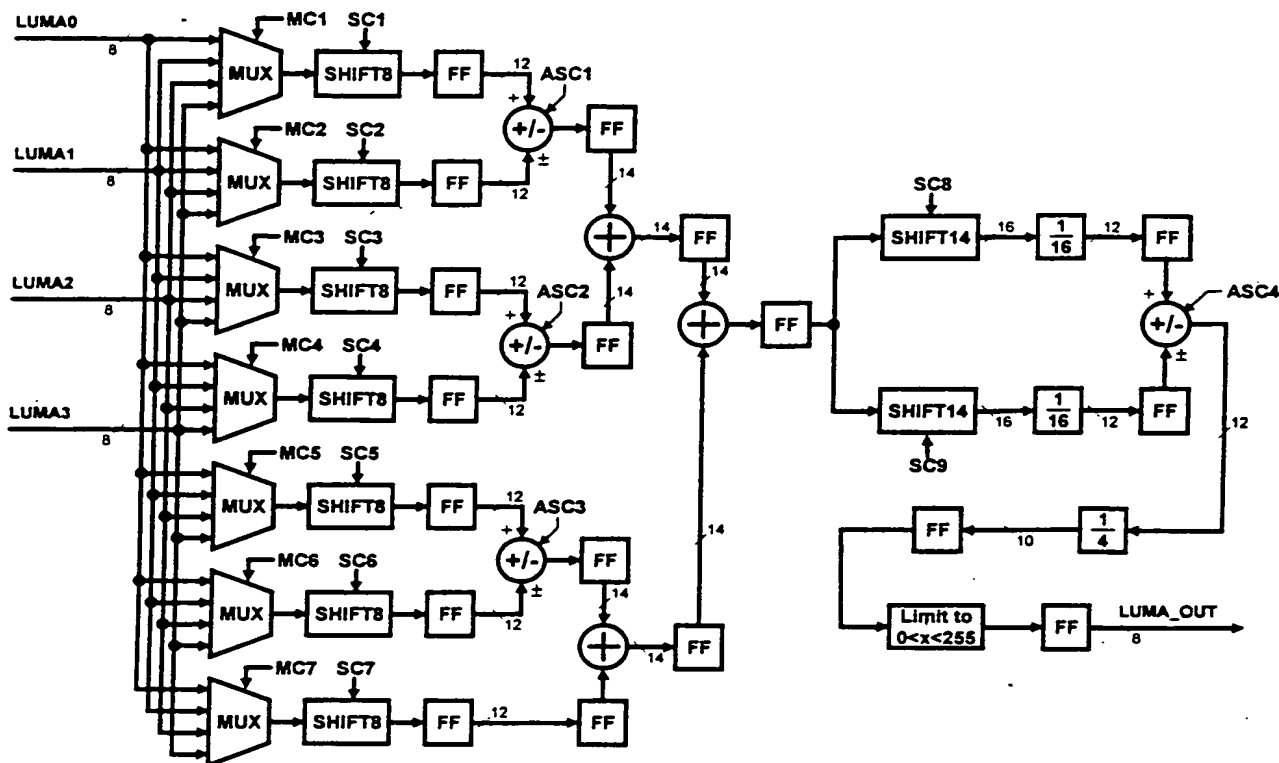 LUMA0
8
MC1
SC1
MUX
SHIFT8
FF
12
ASC1
+
+/-
±
FF
14
LUMA1
8
MC2
SC2
MUX
SHIFT8
FF
12
LUMA2
8
MC3
SC3
MUX
SHIFT8
FF
12
ASC2
+
+/-
±
FF
14
+
14
FF
14
MC4
SC4
MUX
SHIFT8
FF
12
LUMA3
8
+
FF
MC5
SC5
MUX
SHIFT8
FF
12
ASC3
+
+/-
±
FF
14
MC6
SC6
MUX
SHIFT8
FF
12
+
14
FF
14
MC7
SC7
MUX
SHIFT8
FF
12
FF
SC8
SHIFT14
16
1
16
12
FF
ASC4
+
+/-
±
12
SHIFT14
SC9
16
1
16
12
FF
FF
10
1
4
Limit to
0<x<255
FF
LUMA_OUT
8